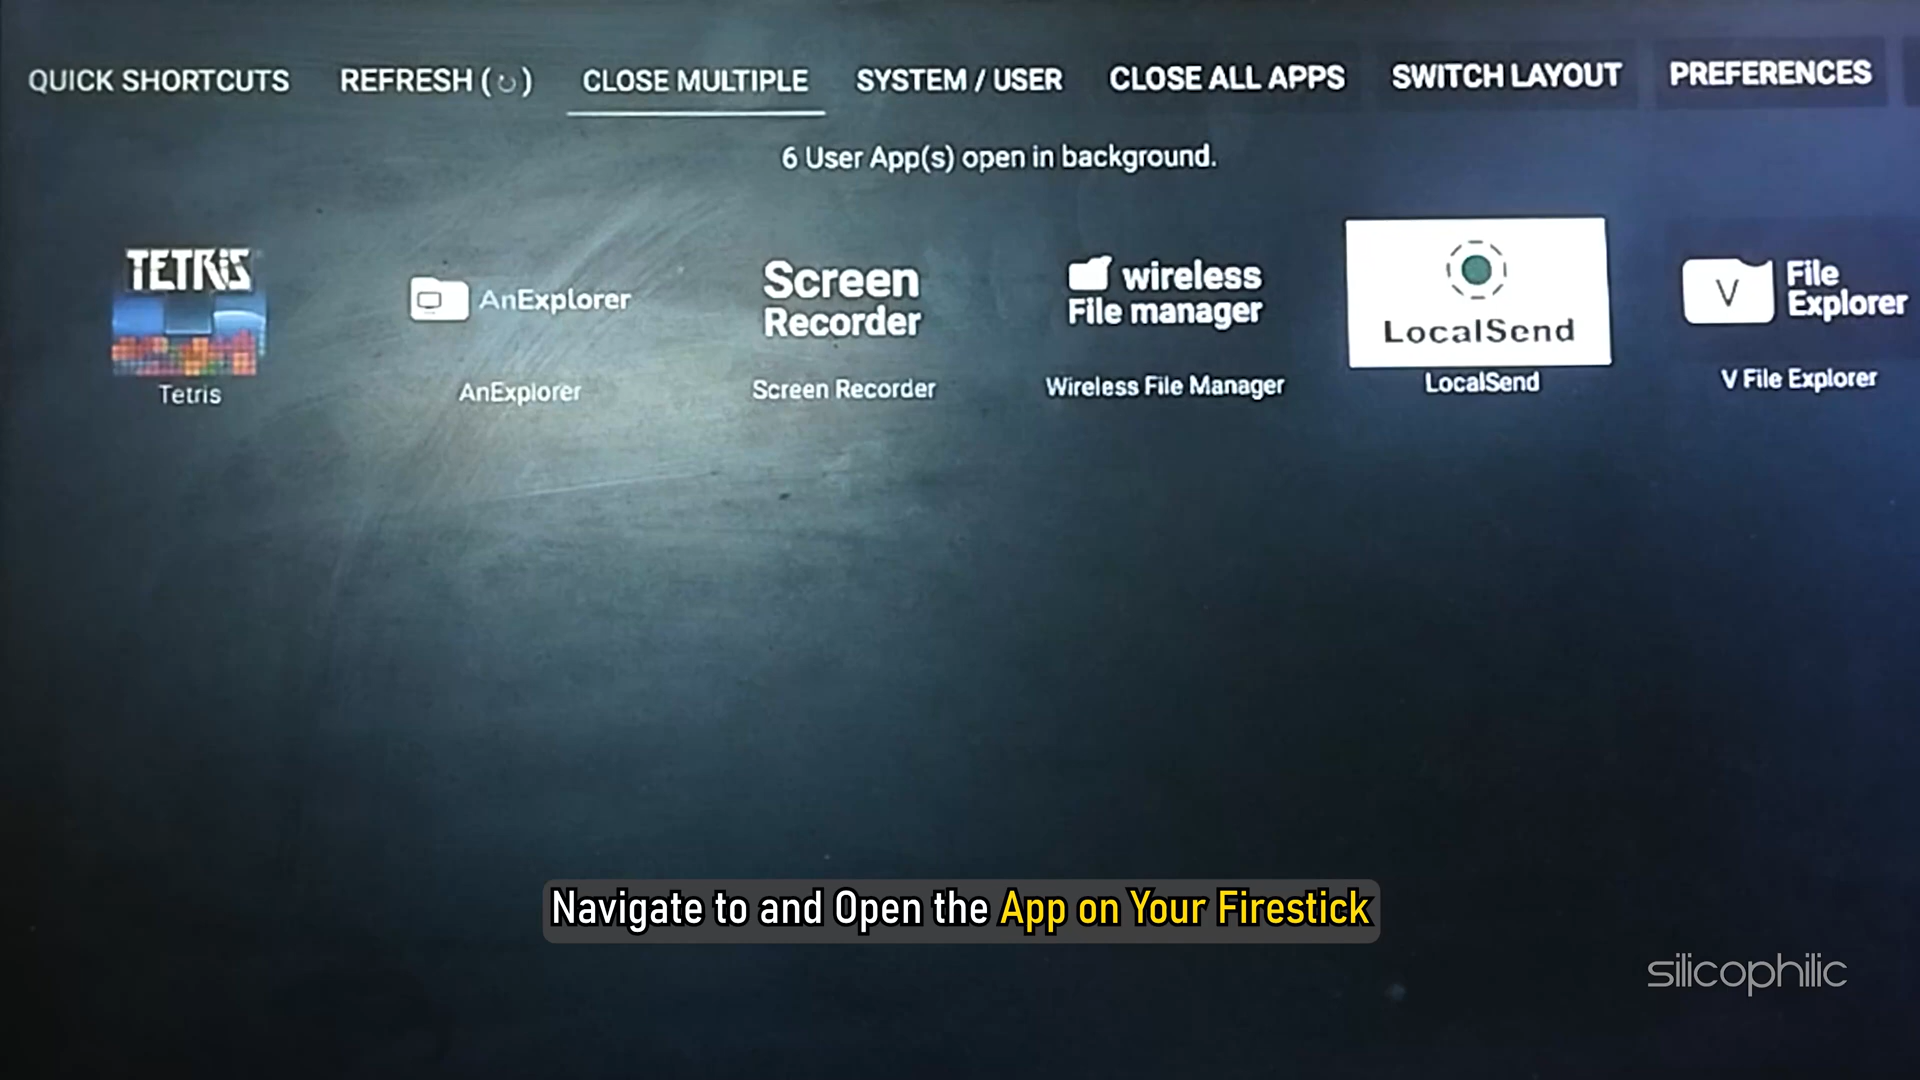 QUICK SHORTCUTS REFRESH (↻) CLOSE MULTIPLE SYSTEM / USER CLOSE ALL APPS SWITCH LAYOUT PREFERENCES
6 User App(s) open in background.
TETRiS
Tetris
AnExplorer
AnExplorer
Screen
Recorder
Screen Recorder
wireless
File manager
Wireless File Manager
LocalSend
LocalSend
V
File
Explorer
V File Explorer
Navigate to and Open the App on Your Firestick
silicophilic